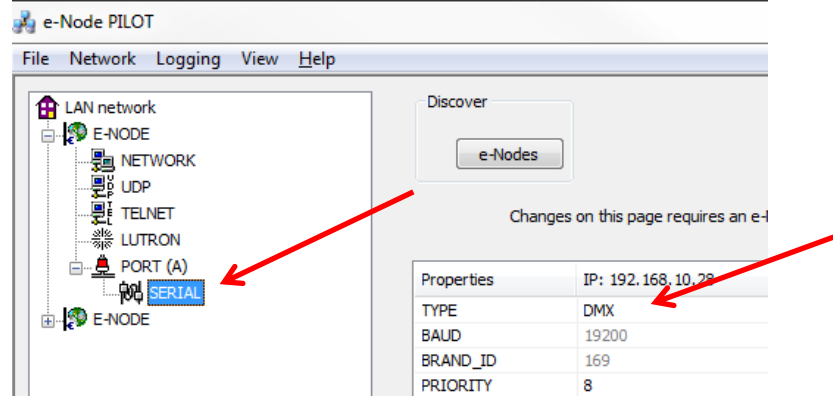 e-Node PILOT
File Network Logging View Help
LAN network
E-NODE
NETWORK
UDP
TELNET
LUTRON
PORT (A)
SERIAL
E-NODE
Discover
e-Nodes
Changes on this page requires an
Properties IP: 192.168.10.28
TYPE DMX
BAUD 19200
BRAND_ID 169
PRIORITY 8